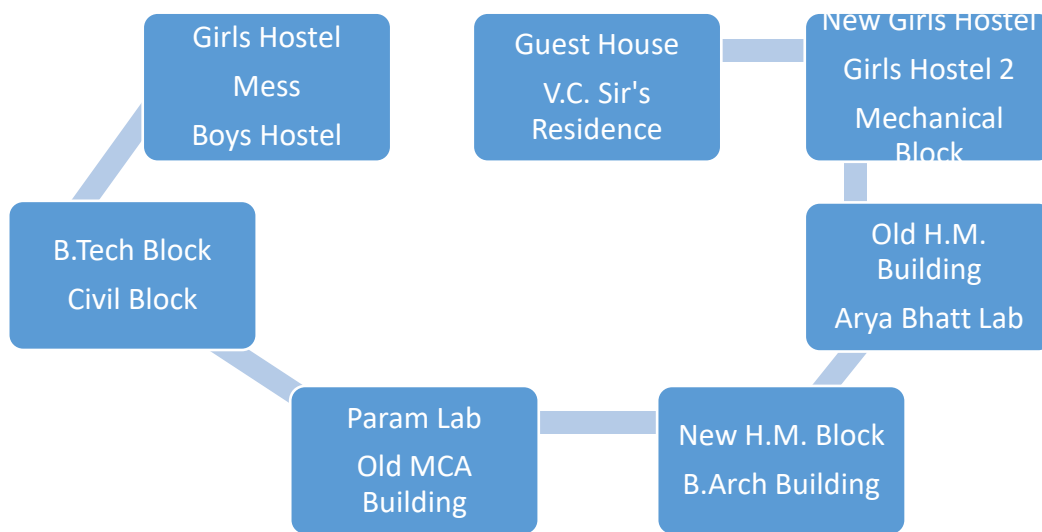 Girls Hostel
Mess
Boys Hostel
Guest House
V.C. Sir's
Residence
New Girls Hostel
Girls Hostel 2
Mechanical
Block
B.Tech Block
Civil Block
Old H.M.
Building
Arya Bhatt Lab
Param Lab
Old MCA
Building
New H.M. Block
B.Arch Building